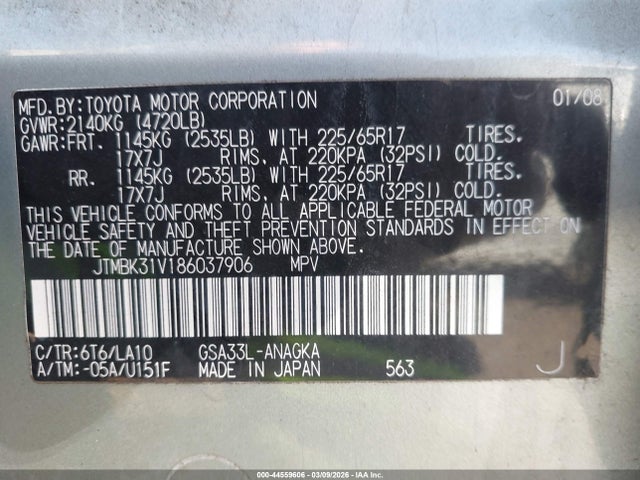 MFD.BY:TOYOTA MOTOR CORPORATION 01/08
GVWR:2140KG (4720LB)
GAWR:FRT. 1145KG (2535LB) WITH 225/65R17 TIRES.
17X7J RIMS. AT 220KPA (32PSI) COLD.
RR. 1145KG (2535LB) WITH 225/65R17 TIRES.
17X7J RIMS. AT 220KPA (32PSI) COLD.
THIS VEHICLE CONFORMS TO ALL APPLICABLE FEDERAL MOTOR
VEHICLE SAFETY AND THEFT PREVENTION STANDARDS IN EFFECT ON
THE DATE OF MANUFACTURE SHOWN ABOVE.
JTMBK31V186037906 MPV
C/TR:6T6/LA10 GSA33L-ANAGKA
A/TM:-05A/U151F MADE IN JAPAN 563 J
000-44559606 | 03/09/2026 - IAA Inc.